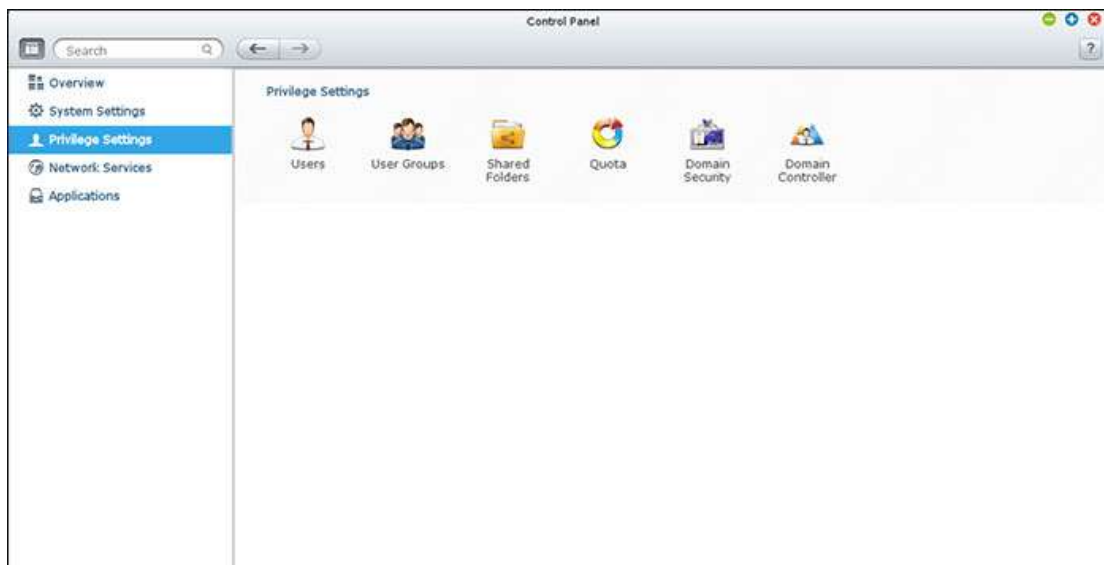 Control Panel
Search
?
Overview
System Settings
Privilege Settings
Network Services
Applications
Privilege Settings
Users
User Groups
Shared
Folders
Quota
Domain
Security
Domain
Controller